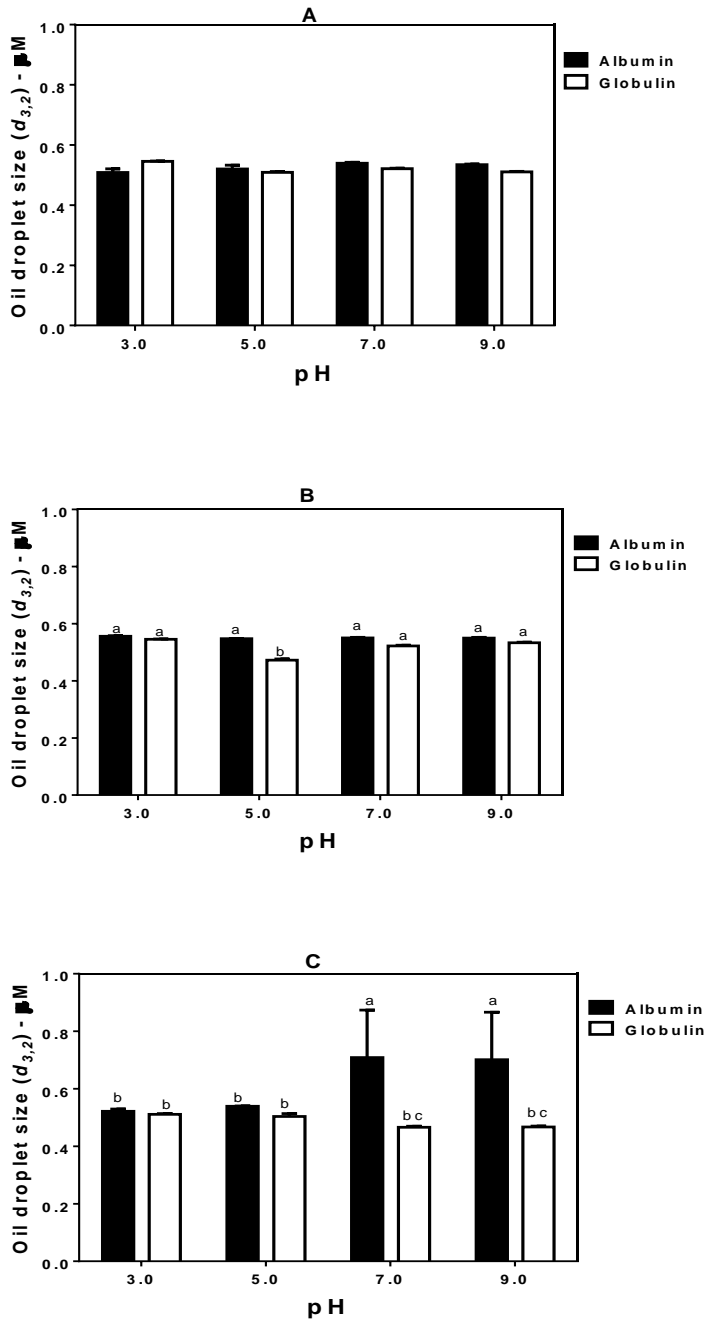 A
Oil droplet size (d3,2) - μM
1.0
0.8
0.6
0.4
0.2
0.0
3.0 5.0 7.0 9.0
pH
Albumin
Globulin
B
Oil droplet size (d3,2) - μM
1.0
0.8
0.6
0.4
0.2
0.0
a a a b a a a a
3.0 5.0 7.0 9.0
pH
Albumin
Globulin
C
Oil droplet size (d3,2) - μM
1.0
0.8
0.6
0.4
0.2
0.0
b b b b a bc a bc
3.0 5.0 7.0 9.0
pH
Albumin
Globulin